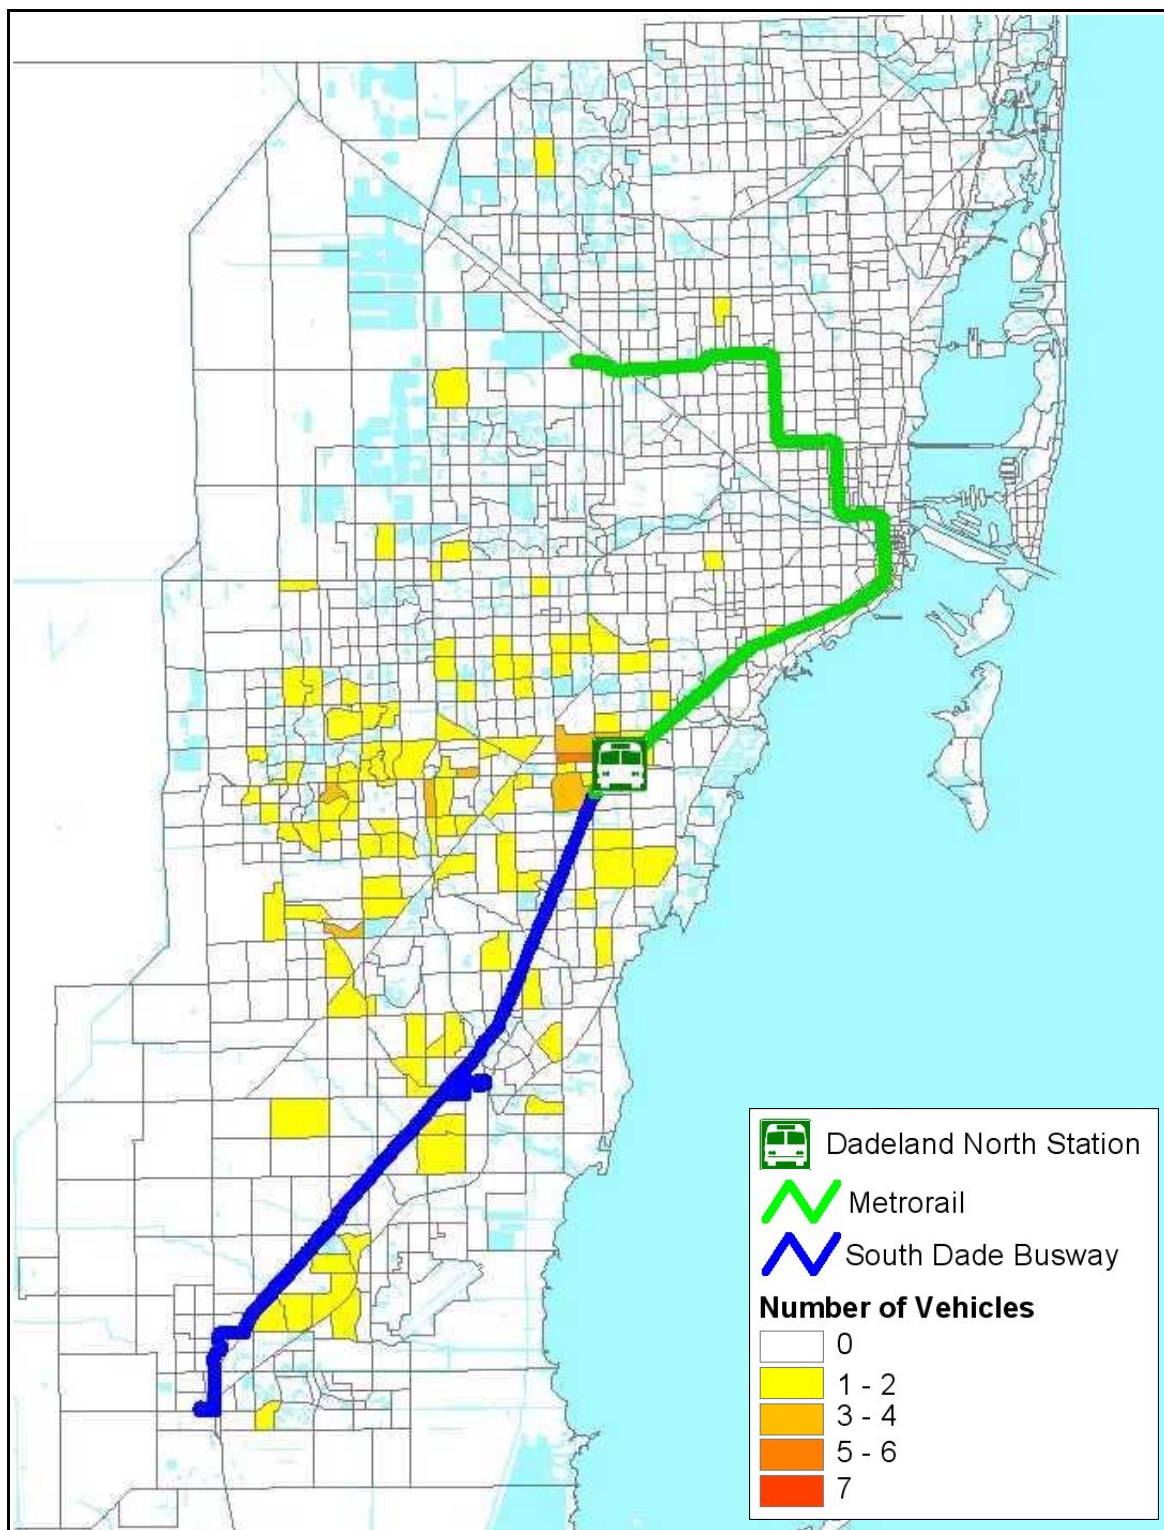 Dadeland North Station
Metrorail
South Dade Busway
Number of Vehicles
0
1 - 2
3 - 4
5 - 6
7